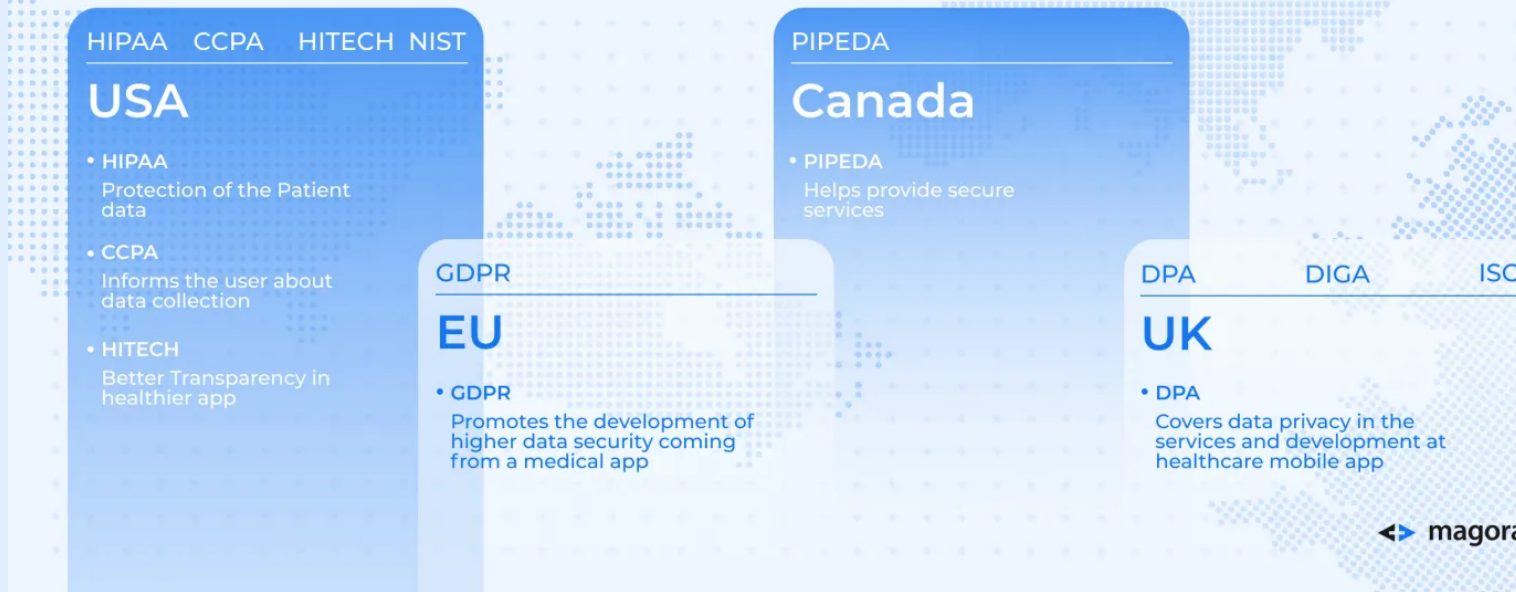 HIPAA CCPA HITECH NIST
USA
• HIPAA
Protection of the Patient
data
• CCPA
Informs the user about
data collection
• HITECH
Better Transparency in
healthier app
GDPR
EU
• GDPR
Promotes the development of
higher data security coming
from a medical app
PIPEDA
Canada
• PIPEDA
Helps provide secure
services
DPA DIGA
UK
• DPA
Covers data privacy in the
services and development at
healthcare mobile app
magora